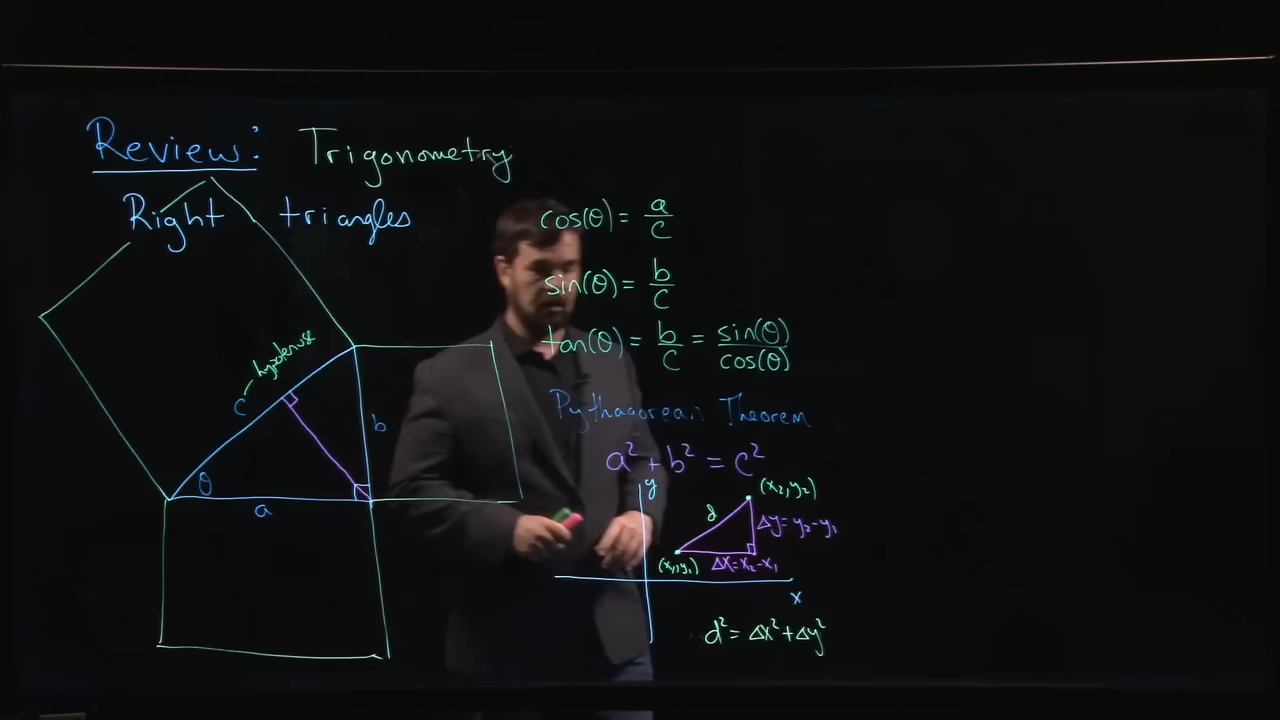 Review: Trigonometry
Right triangles
cos(θ) = a/c
sin(θ) = b/c
tan(θ) = b/c = sin(θ)/cos(θ)
Pythagorean Theorem
a² + b² = c²
c
hypotenuse
b
θ
a
y
(x₂, y₂)
d
Δy = y₂ - y₁
(x₁, y₁)
Δx = x₂ - x₁
x
d² = Δx² + Δy²